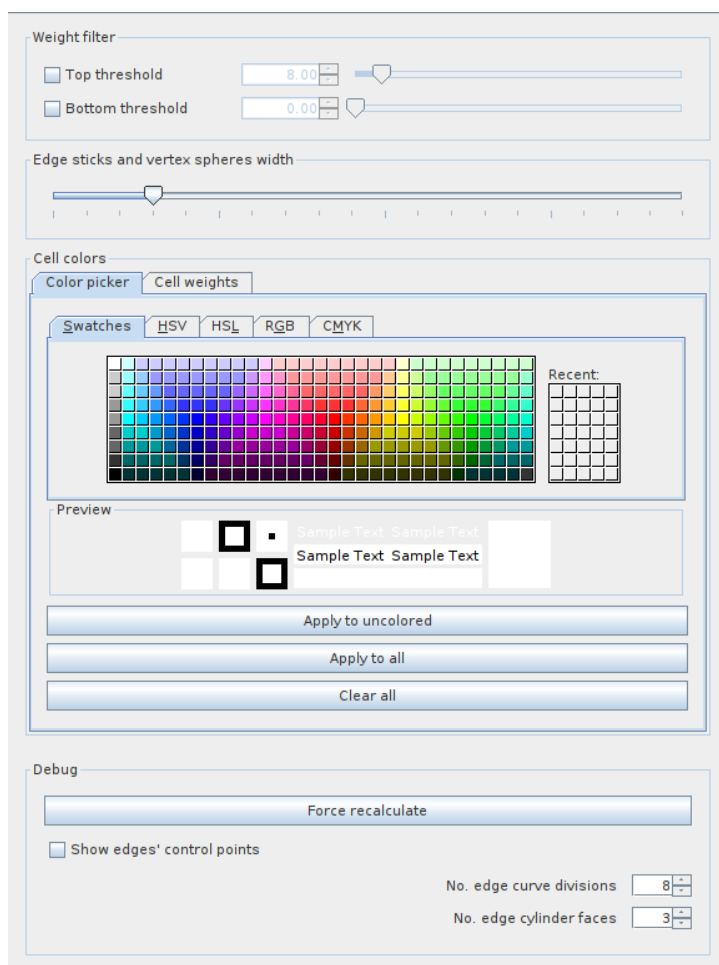 Weight filter
Top threshold 8.00
Bottom threshold 0.00
Edge sticks and vertex spheres width
Cell colors
Color picker Cell weights
Swatches HSV HSL RGB CMYK
Recent:
Preview
Sample Text Sample Text
Sample Text Sample Text
Apply to uncolored
Apply to all
Clear all
Debug
Force recalculate
Show edges' control points
No. edge curve divisions 8
No. edge cylinder faces 3